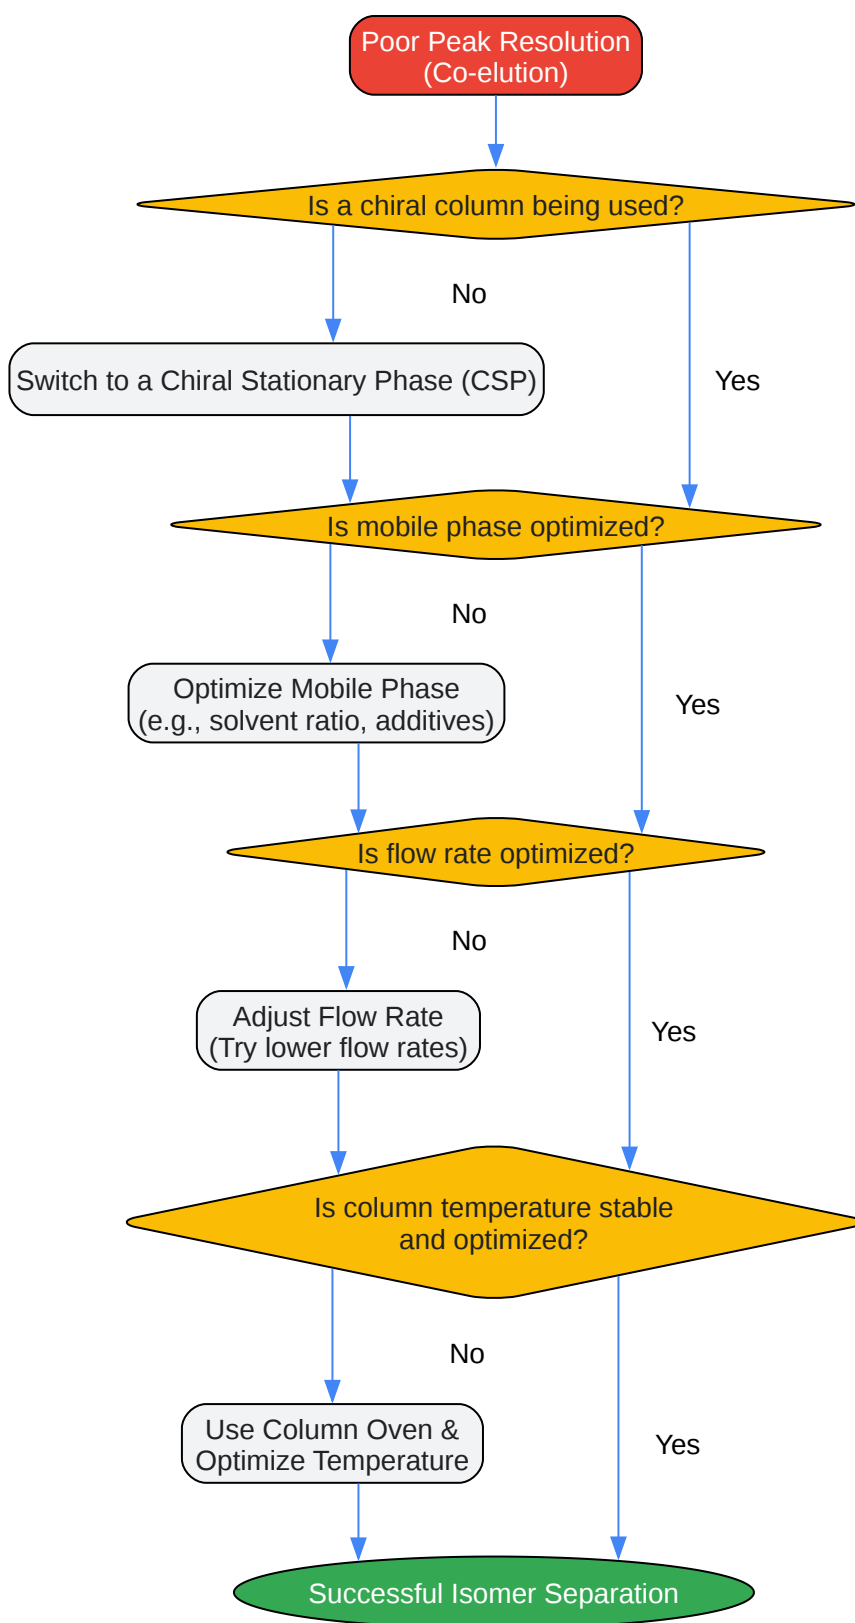 Poor Peak Resolution
(Co-elution)
Is a chiral column being used?
No
Switch to a Chiral Stationary Phase (CSP)
Yes
Is mobile phase optimized?
No
Optimize Mobile Phase
(e.g., solvent ratio, additives)
Yes
Is flow rate optimized?
No
Adjust Flow Rate
(Try lower flow rates)
Yes
Is column temperature stable
and optimized?
No
Use Column Oven &
Optimize Temperature
Yes
Successful Isomer Separation